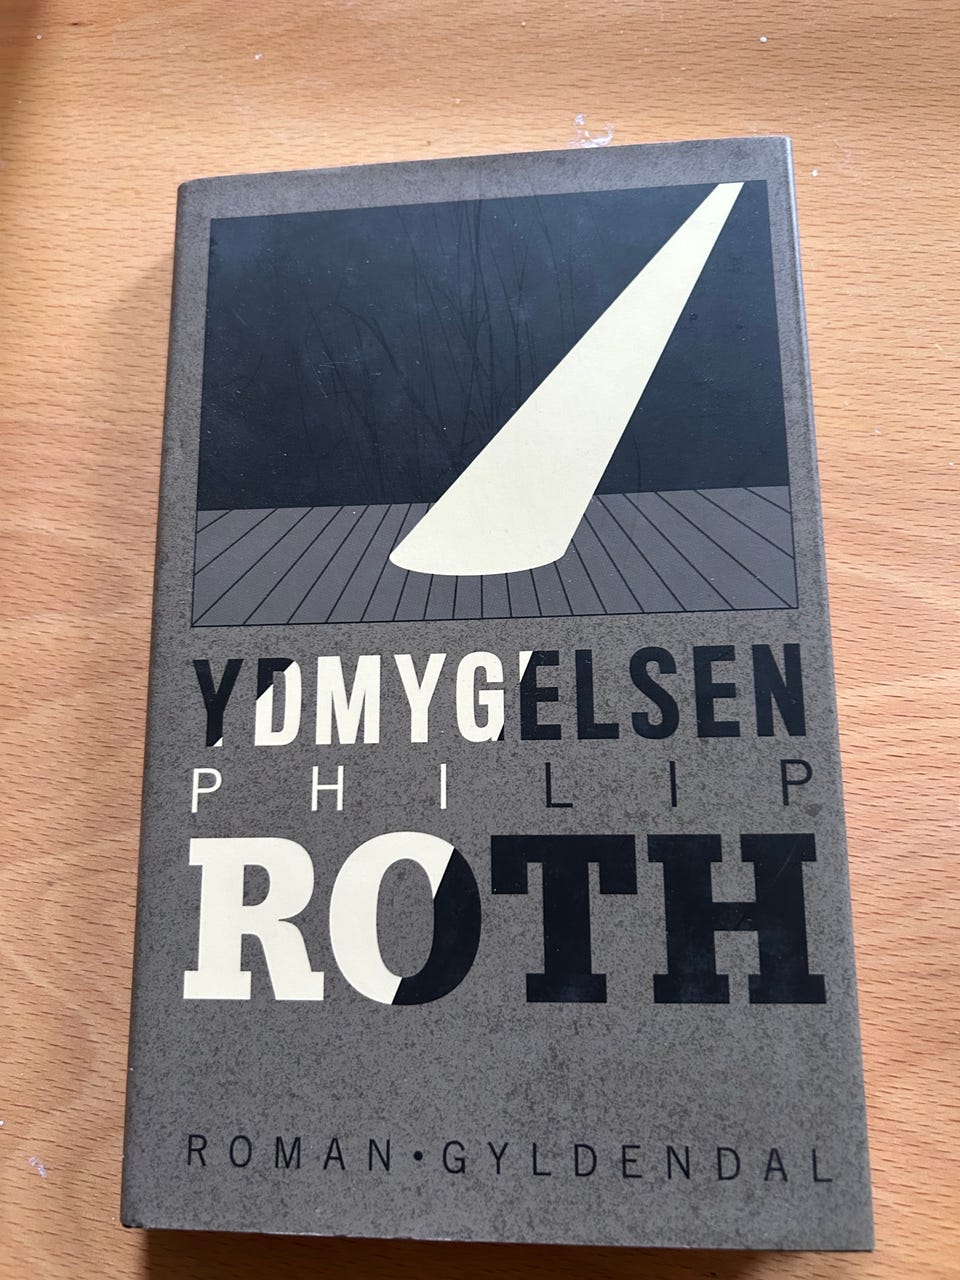 YDMYGELSEN
PHILIP
ROTH
ROMAN • GYLDENDAL